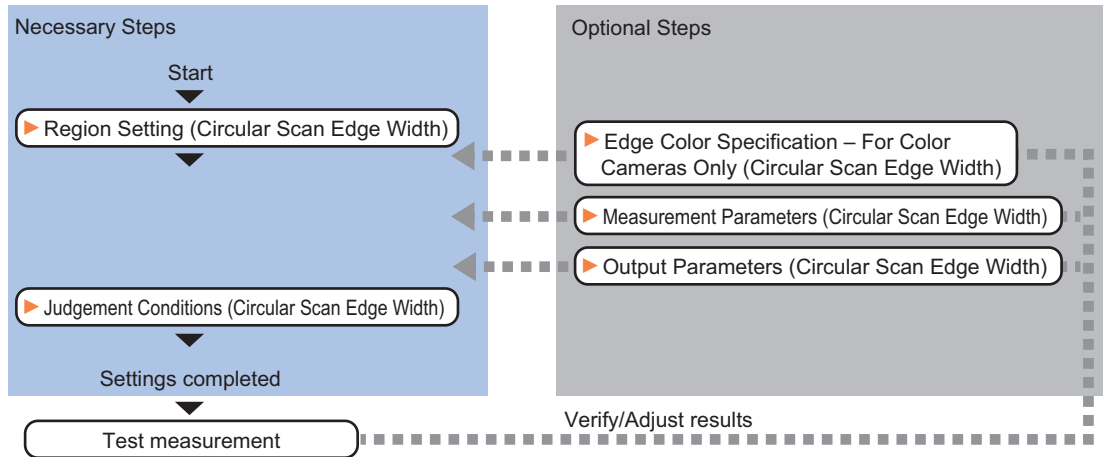 Necessary Steps
Start
Region Setting (Circular Scan Edge Width)
Judgement Conditions (Circular Scan Edge Width)
Settings completed
Test measurement
Optional Steps
Edge Color Specification – For Color
Cameras Only (Circular Scan Edge Width)
Measurement Parameters (Circular Scan Edge Width)
Output Parameters (Circular Scan Edge Width)
Verify/Adjust results